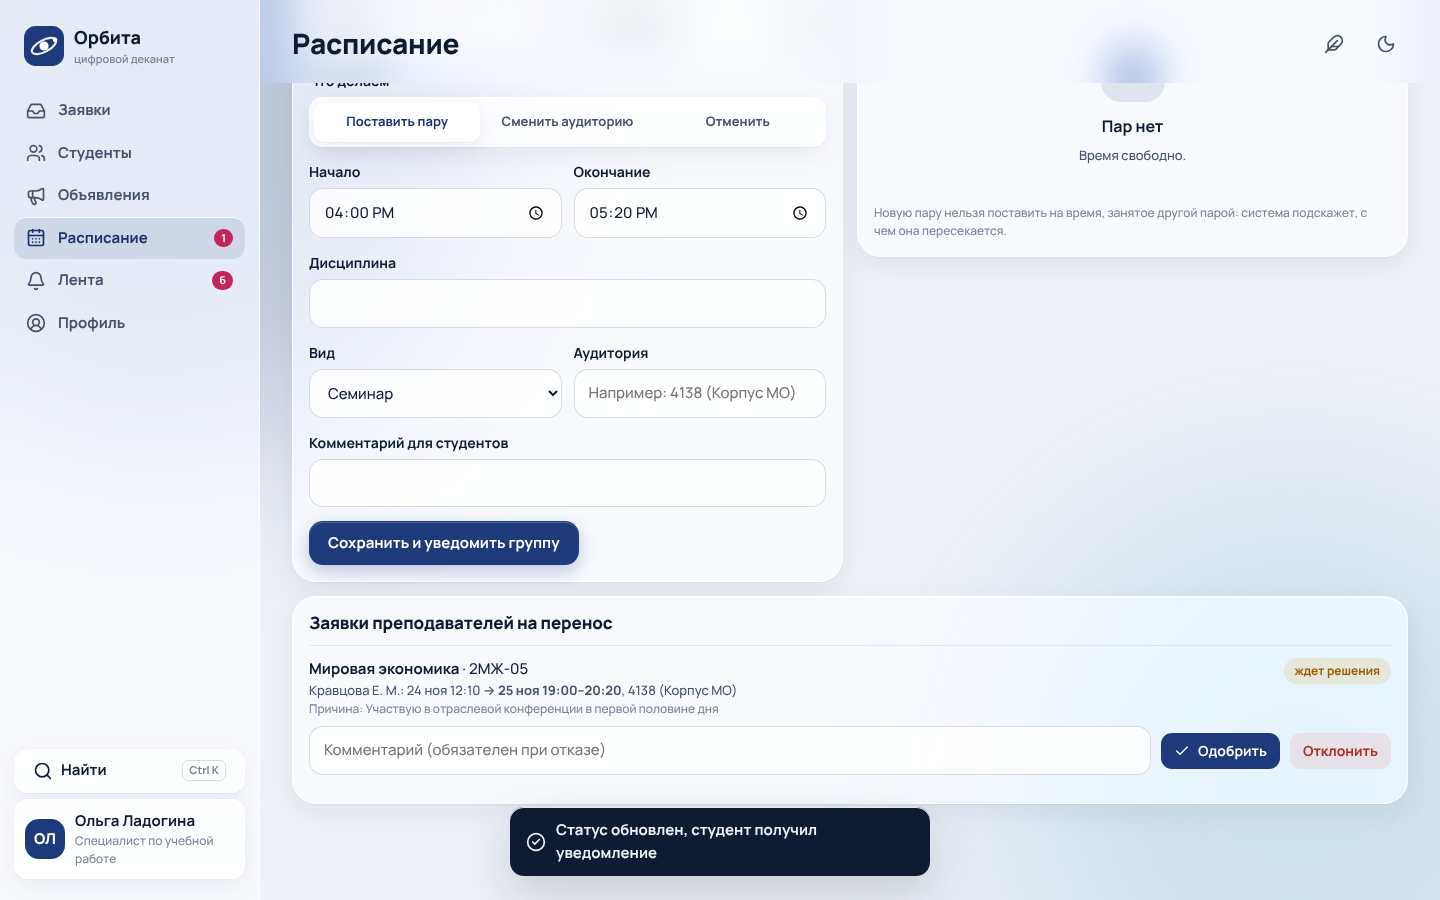 Орбита
цифровой деканат
Заявки
Студенты
Объявления
Расписание
1
Лента
6
Профиль
Найти
Ctrl K
ОЛ
Ольга Ладогина
Специалист по учебной
работе
Расписание
Что делаем
Поставить пару
Сменить аудиторию
Отменить
Начало
Окончание
04:00 PM
05:20 PM
Дисциплина
Вид
Аудитория
Семинар
Например: 4138 (Корпус МО)
Комментарий для студентов
Сохранить и уведомить группу
Пар нет
Время свободно.
Новую пару нельзя поставить на время, занятое другой парой: система подскажет, с
чем она пересекается.
Заявки преподавателей на перенос
Мировая экономика · 2МЖ-05
ждет решения
Кравцова Е. М.: 24 ноя 12:10 → 25 ноя 19:00–20:20, 4138 (Корпус МО)
Причина: Участвую в отраслевой конференции в первой половине дня
Комментарий (обязателен при отказе)
Одобрить
Отклонить
Статус обновлен, студент получил
уведомление